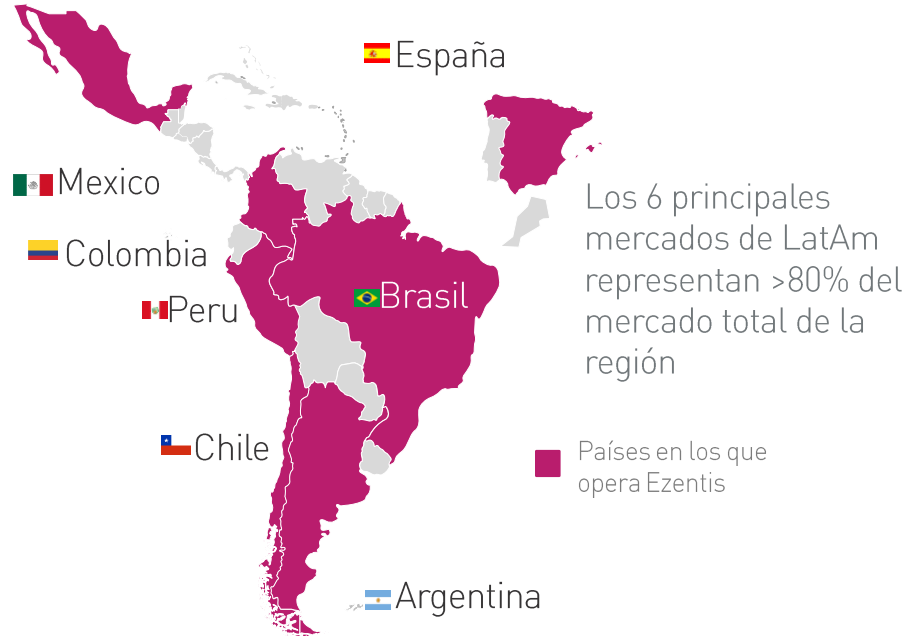 España
Mexico
Colombia
Peru
Brasil
Chile
Argentina
Los 6 principales
mercados de LatAm
representan >80% del
mercado total de la
región
Países en los que
opera Ezentis